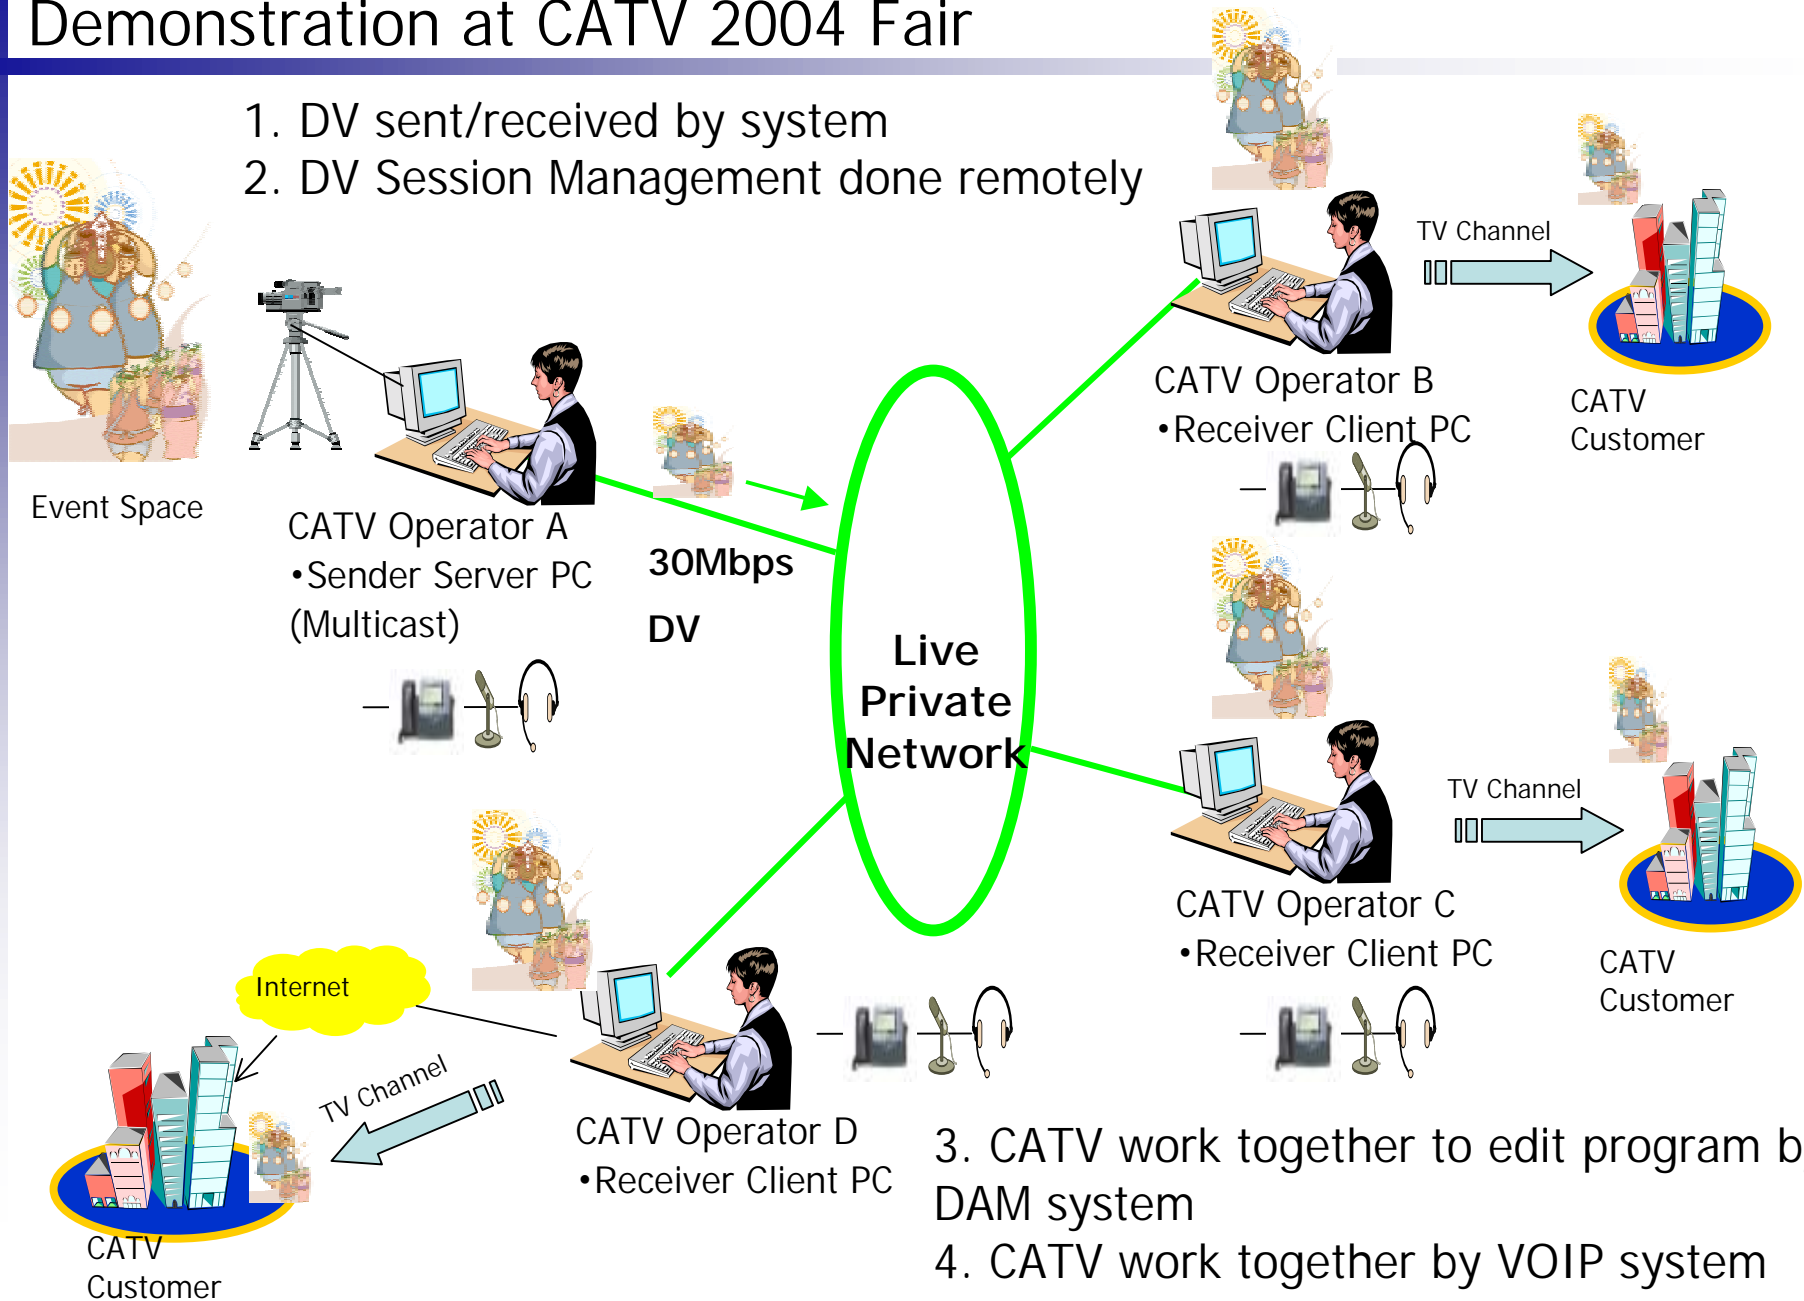 Demonstration at CATV 2004 Fair
1. DV sent/received by system
2. DV Session Management done remotely
Event Space
CATV Operator A
•Sender Server PC
(Multicast)
30Mbps
DV
Live
Private
Network
CATV Operator B
•Receiver Client PC
TV Channel
CATV
Customer
CATV Operator C
•Receiver Client PC
TV Channel
CATV
Customer
Internet
TV Channel
CATV Operator D
•Receiver Client PC
CATV
Customer
3. CATV work together to edit program b
DAM system
4. CATV work together by VOIP system